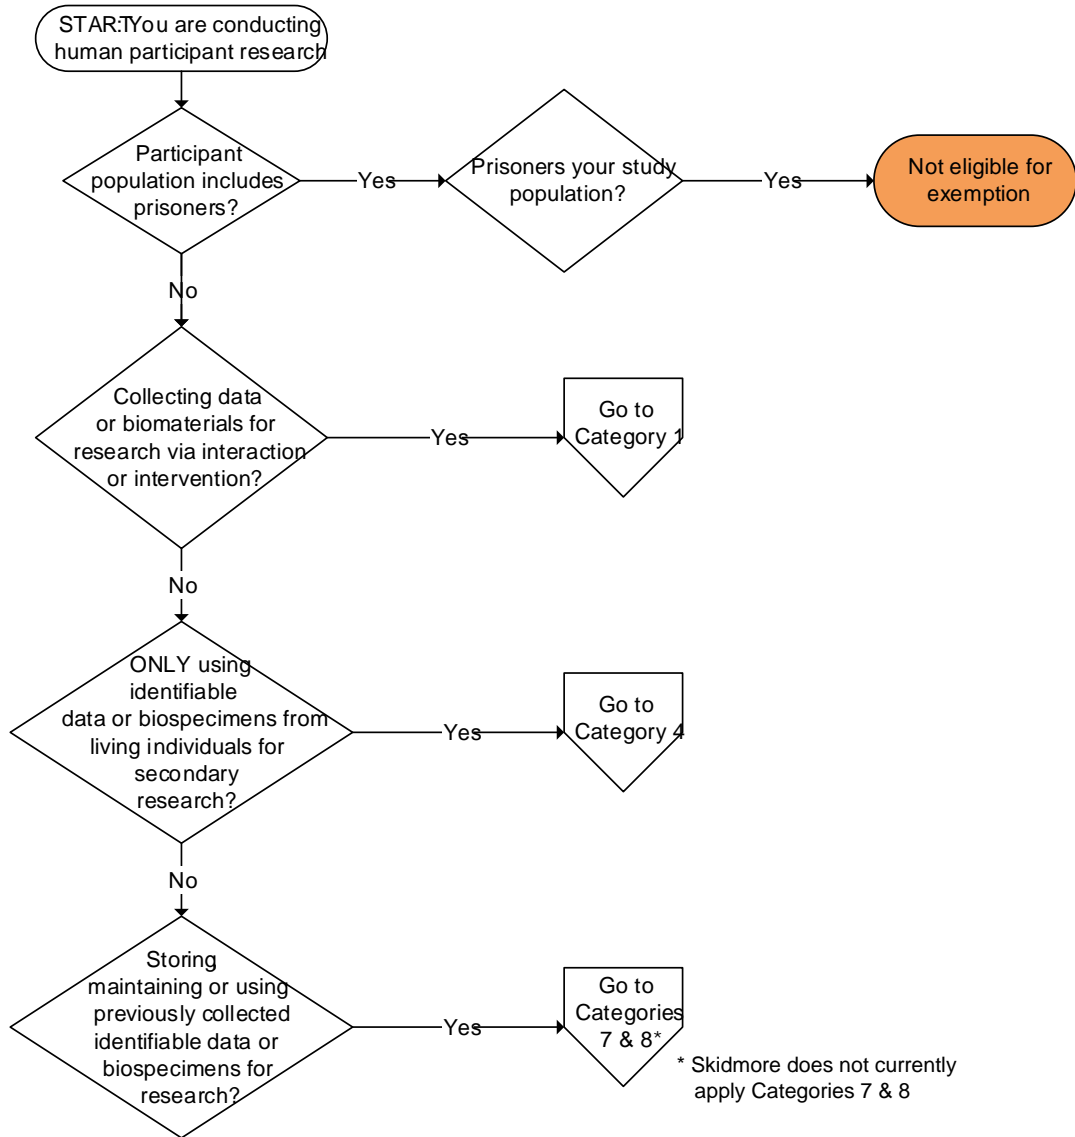 START: You are conducting
human participant research
Participant
population includes
prisoners?
Yes
Prisoners your study
population?
Yes
Not eligible for
exemption
No
Collecting data
or biomaterials for
research via interaction
or intervention?
Yes
Go to
Category 1
No
ONLY using
identifiable
data or biospecimens from
living individuals for
secondary
research?
Yes
Go to
Category 4
No
Storing,
maintaining or using
previously collected
identifiable data or
biospecimens for
research?
Yes
Go to
Categories
7 & 8*
* Skidmore does not currently
apply Categories 7 & 8